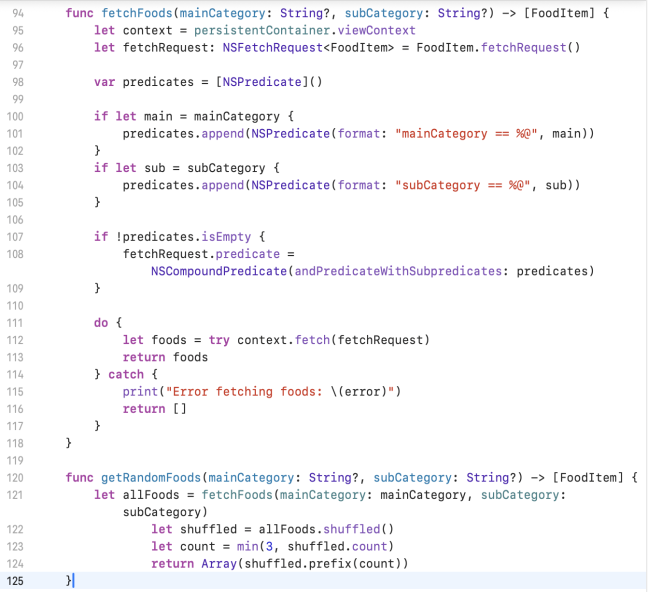 94 func fetchFoods(mainCategory: String?, subCategory: String?) -> [FoodItem] {
95 let context = persistentContainer.viewContext
96 let fetchRequest: NSFetchRequest<FoodItem> = FoodItem.fetchRequest()
97
98 var predicates = [NSPredicate]()
99
100 if let main = mainCategory {
101 predicates.append(NSPredicate(format: "mainCategory == %@", main))
102 }
103 if let sub = subCategory {
104 predicates.append(NSPredicate(format: "subCategory == %@", sub))
105 }
106
107 if !predicates.isEmpty {
108 fetchRequest.predicate =
NSCompoundPredicate(andPredicateWithSubpredicates: predicates)
109 }
110
111 do {
112 let foods = try context.fetch(fetchRequest)
113 return foods
114 } catch {
115 print("Error fetching foods: \(error)")
116 return []
117 }
118 }
119
120 func getRandomFoods(mainCategory: String?, subCategory: String?) -> [FoodItem] {
121 let allFoods = fetchFoods(mainCategory: mainCategory, subCategory:
subCategory)
122 let shuffled = allFoods.shuffled()
123 let count = min(3, shuffled.count)
124 return Array(shuffled.prefix(count))
125 }